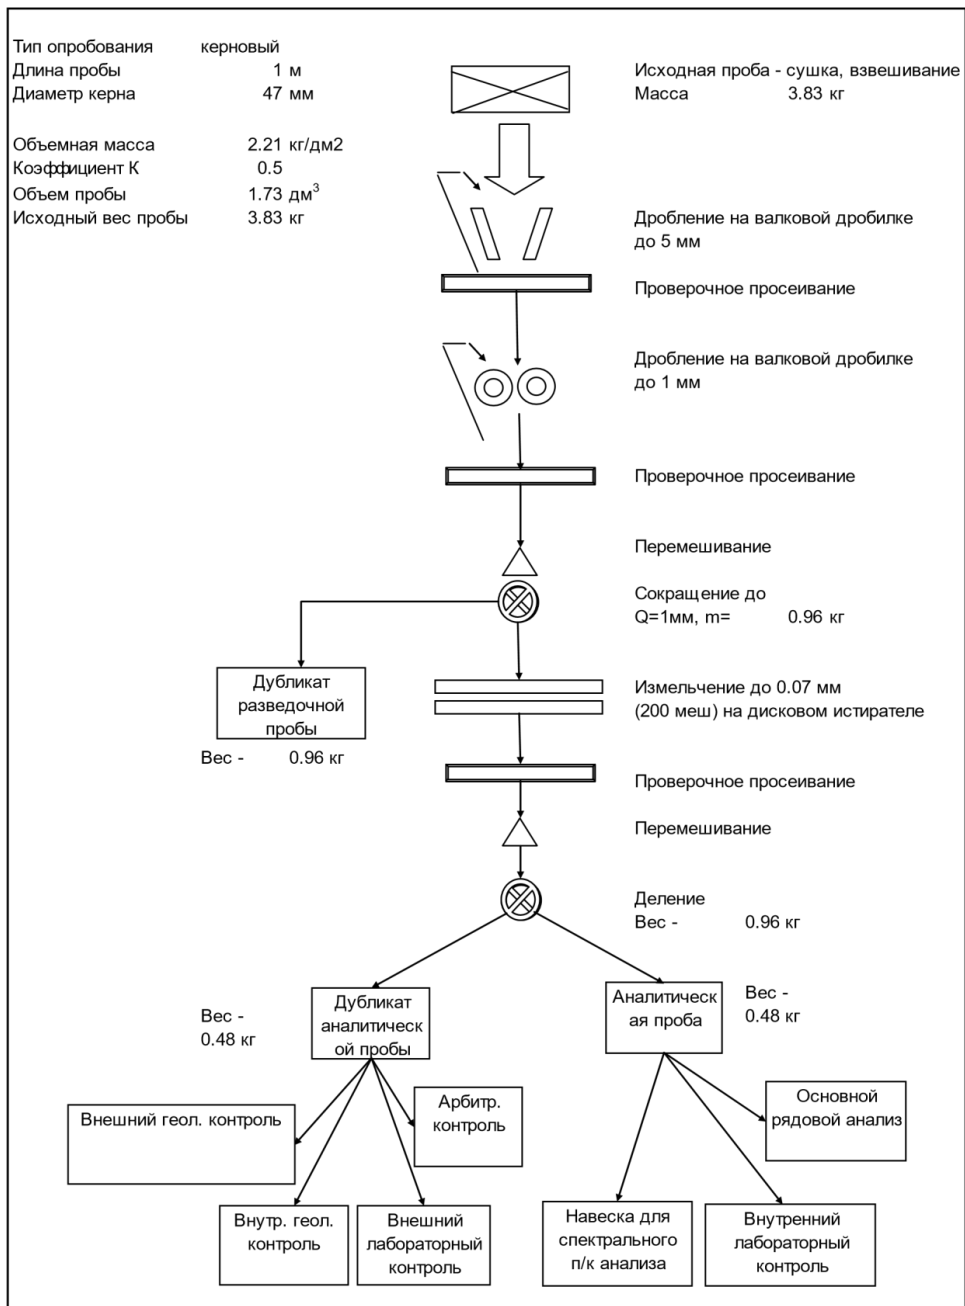 Тип опробования керновый
Длина пробы 1 м
Диаметр керна 47 мм
Объемная масса 2.21 кг/дм2
Коэффициент К 0.5
Объем пробы 1.73 дм³
Исходный вес пробы 3.83 кг
Исходная проба - сушка, взвешивание
Масса 3.83 кг
Дробление на валковой дробилке
до 5 мм
Проверочное просеивание
Дробление на валковой дробилке
до 1 мм
Проверочное просеивание
Перемешивание
Сокращение до
Q=1мм, m= 0.96 кг
Дубликат
разведочной
пробы
Вес - 0.96 кг
Измельчение до 0.07 мм
(200 меш) на дисковом истирателе
Проверочное просеивание
Перемешивание
Деление
Вес - 0.96 кг
Вес -
0.48 кг
Дубликат
аналитическ
ой пробы
Аналитическ
ая проба
Вес -
0.48 кг
Внешний геол. контроль
Арбитр.
контроль
Основной
рядовой анализ
Внутр. геол.
контроль
Внешний
лабораторный
контроль
Навеска для
спектрального
п/к анализа
Внутренний
лабораторный
контроль